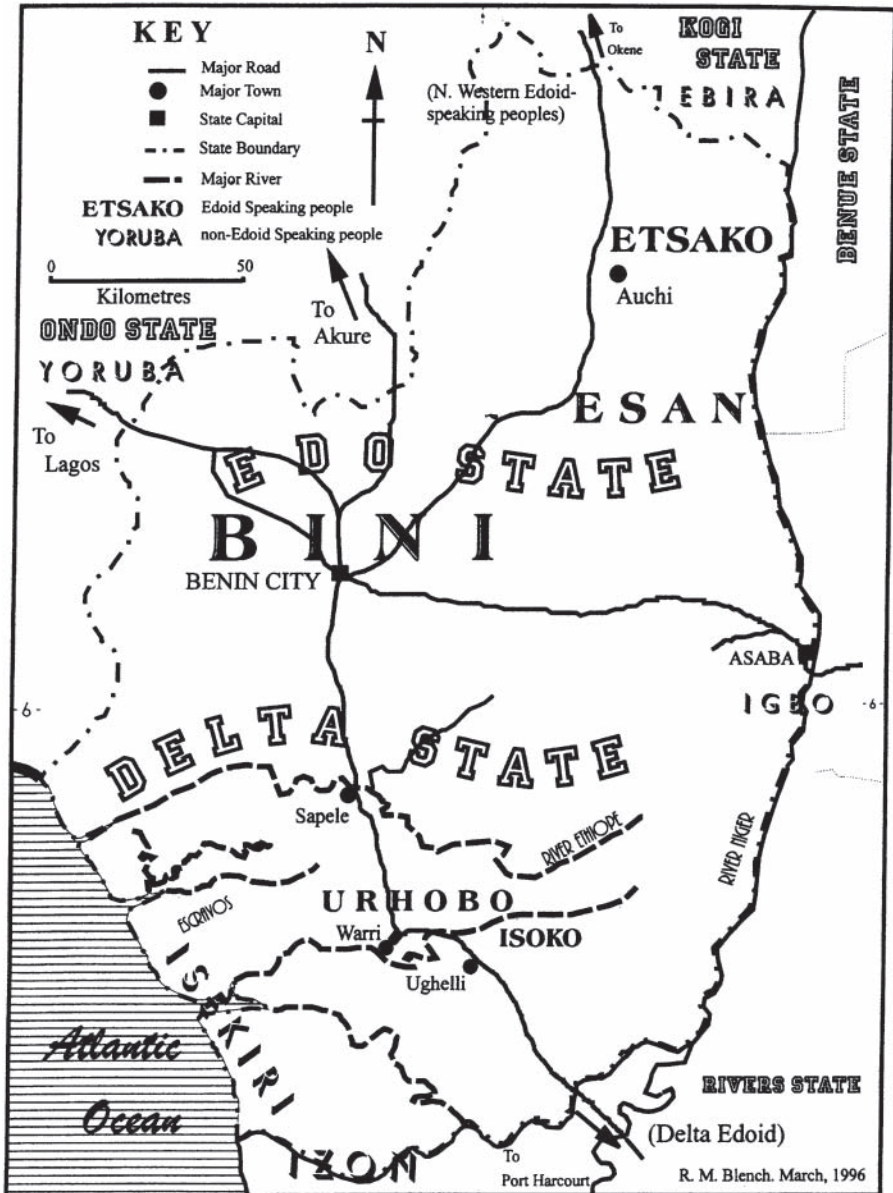 KEY
Major Road
Major Town
State Capital
State Boundary
Major River
ETSAKO Edoid Speaking people
YORUBA non-Edoid Speaking people
0 50
Kilometres
N
(N. Western Edoid-
speaking peoples)
To
Okene
KOGI
STATE
EBIRA
BENUE STATE
ETSAKO
Auchi
To
Akure
ONDO STATE
YORUBA
To
Lagos
ESAN
EDO STATE
BINI
BENIN CITY
ASABA
IGBO
-6-
-6-
DELTA STATE
Sapele
RIVER ETHIOPE
RIVER NIGER
URHOBO
ESCRAVOS
Warri
ISOKO
Ughelli
ISEKIRI
Atlantic
Ocean
IZON
RIVERS STATE
(Delta Edoid)
To
Port Harcourt
R. M. Blench. March, 1996